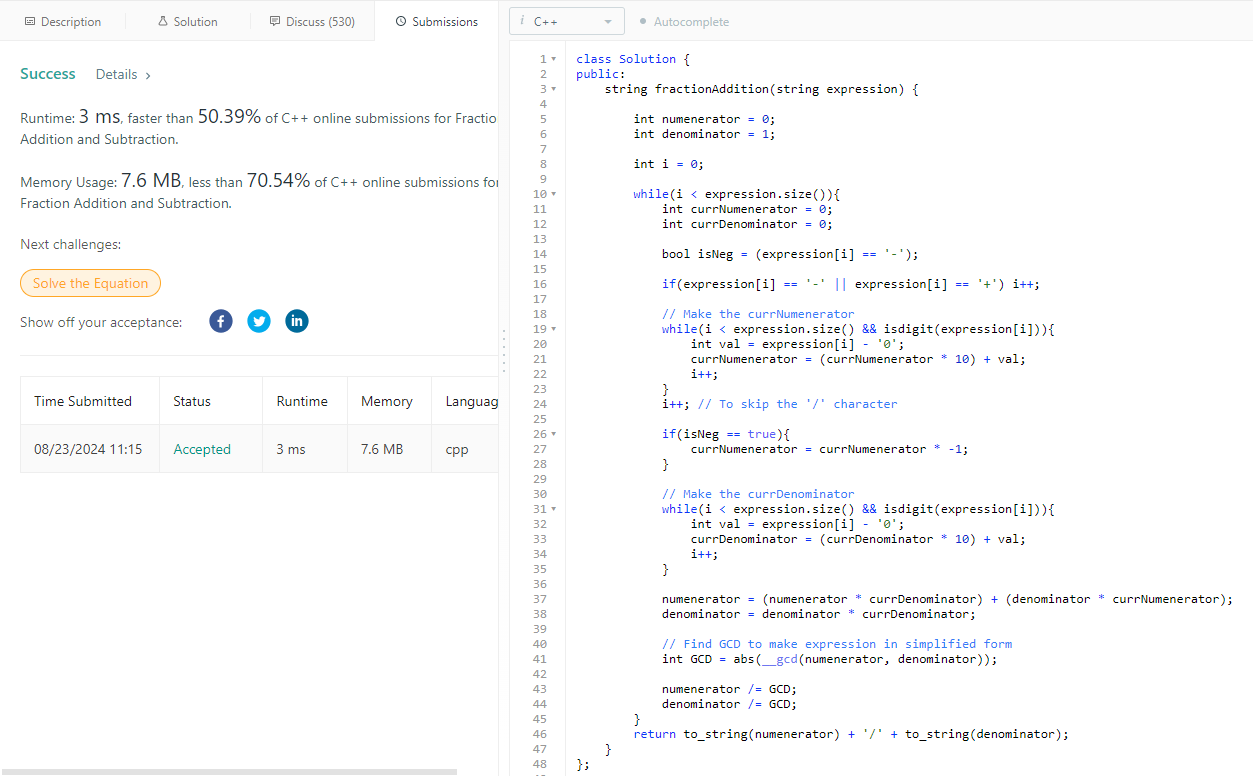 Description
Solution
Discuss (530)
Submissions
Success
Details
Runtime: 3 ms, faster than 50.39% of C++ online submissions for Fractio
Addition and Subtraction.
Memory Usage: 7.6 MB, less than 70.54% of C++ online submissions for
Fraction Addition and Subtraction.
Next challenges:
Solve the Equation
Show off your acceptance:
Time Submitted Status Runtime Memory Languag
08/23/2024 11:15 Accepted 3 ms 7.6 MB cpp
i C++
Autocomplete
1 class Solution {
2 public:
3     string fractionAddition(string expression) {
4
5         int numenerator = 0;
6         int denominator = 1;
7
8         int i = 0;
9
10         while(i < expression.size()){
11             int currNumenerator = 0;
12             int currDenominator = 0;
13
14             bool isNeg = (expression[i] == '-');
15
16             if(expression[i] == '-' || expression[i] == '+') i++;
17
18             // Make the currNumenerator
19             while(i < expression.size() && isdigit(expression[i])){
20                 int val = expression[i] - '0';
21                 currNumenerator = (currNumenerator * 10) + val;
22                 i++;
23             }
24             i++; // To skip the '/' character
25
26             if(isNeg == true){
27                 currNumenerator = currNumenerator * -1;
28             }
29
30             // Make the currDenominator
31             while(i < expression.size() && isdigit(expression[i])){
32                 int val = expression[i] - '0';
33                 currDenominator = (currDenominator * 10) + val;
34                 i++;
35             }
36
37             numenerator = (numenerator * currDenominator) + (denominator * currNumenerator);
38             denominator = denominator * currDenominator;
39
40             // Find GCD to make expression in simplified form
41             int GCD = abs(__gcd(numenerator, denominator));
42
43             numenerator /= GCD;
44             denominator /= GCD;
45         }
46         return to_string(numenerator) + '/' + to_string(denominator);
47     }
48 };